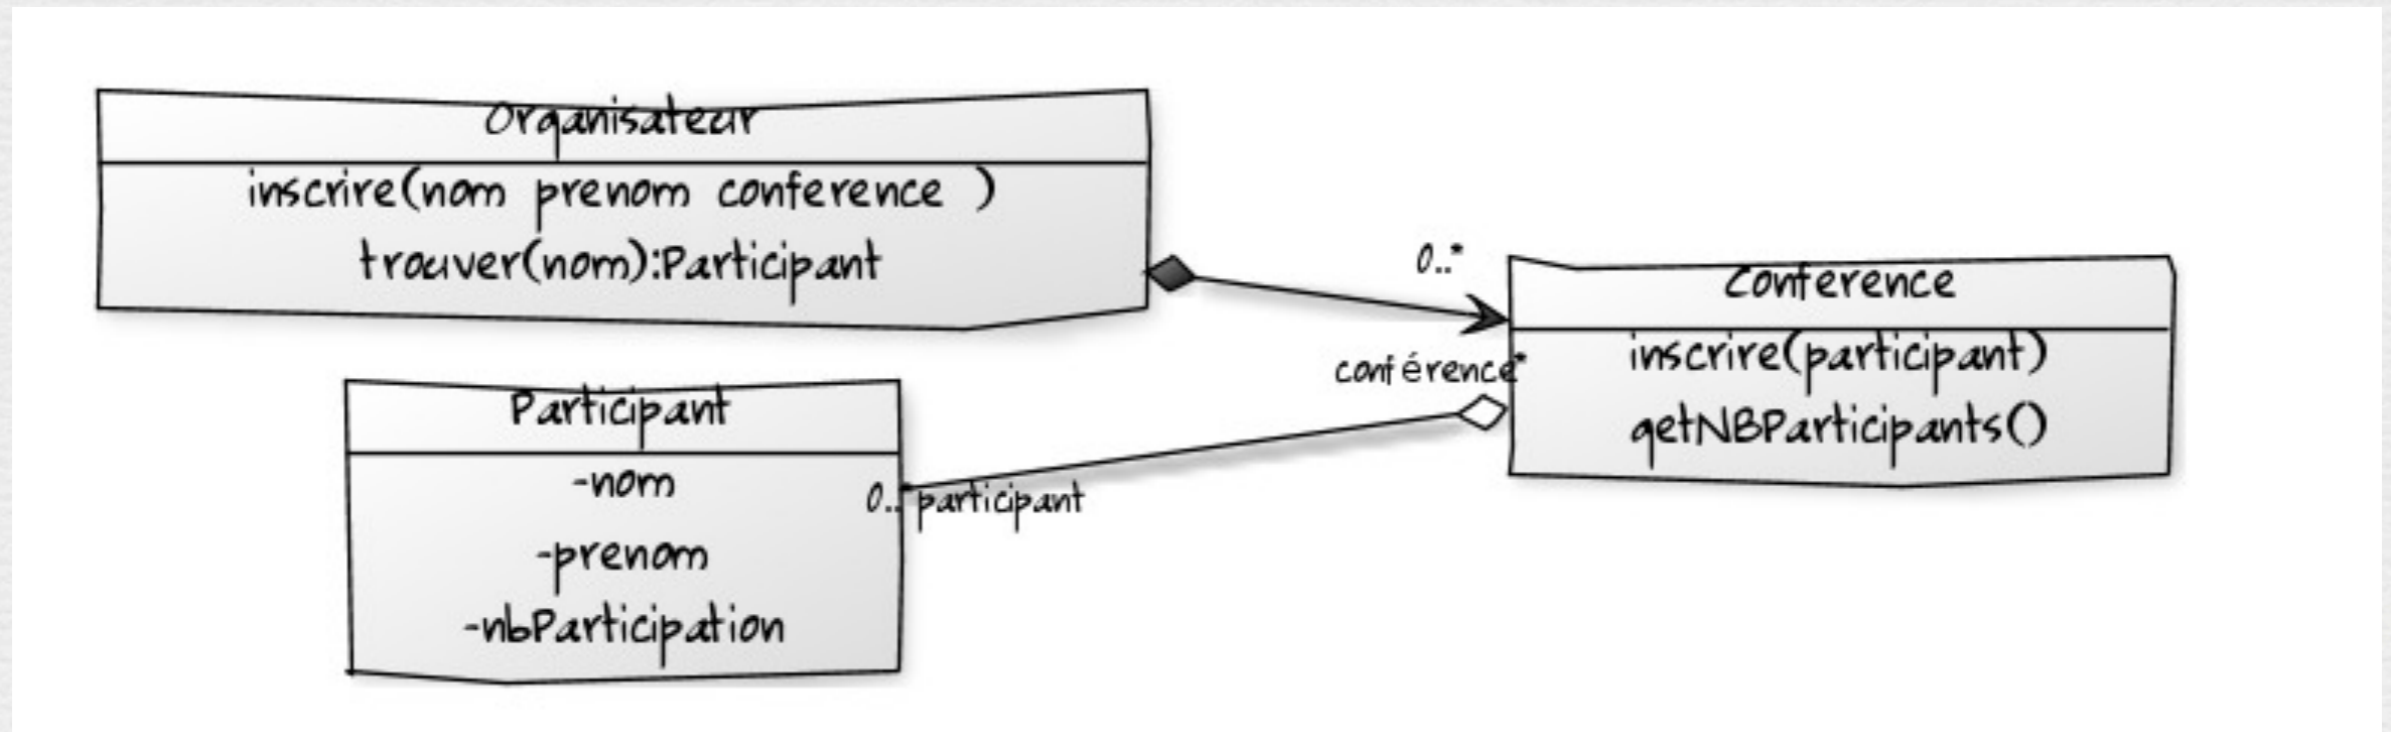 Organisateur
inscrire(nom prenom conference )
trouver(nom):Participant
0..*
Conference
inscrire(participant)
getNBParticipants()
conférence*
Participant
-nom
-prenom
-nbParticipation
0..* participant